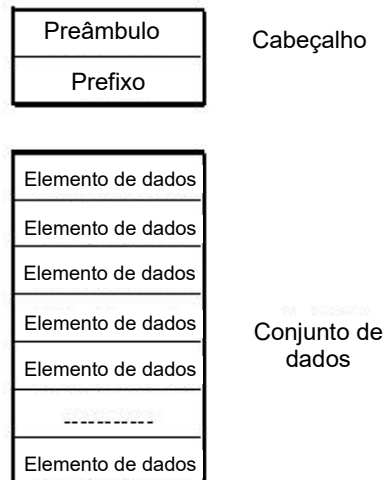 Preâmbulo
Cabeçalho
Prefixo
Elemento de dados
Elemento de dados
Elemento de dados
Elemento de dados
Elemento de dados
Conjunto de
dados
-----------
Elemento de dados